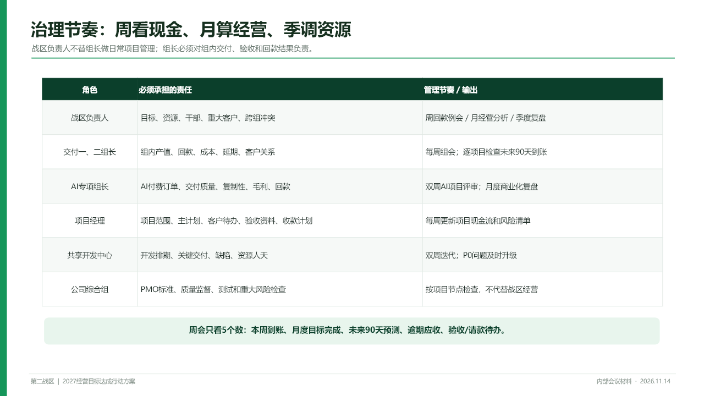 治理节奏：周看现金、月算经营、季调资源
战区负责人不替组长做日常项目管理；组长必须对组内交付、验收和回款结果负责。
角色 必须承担的责任 管理节奏 / 输出
战区负责人 目标、资源、干部、重大客户、跨组冲突 周回款例会 / 月经营分析 / 季度复盘
交付一、二组长 组内产值、回款、成本、延期、客户关系 每周组会；逐项目检查未来90天到账
AI专项组长 AI付费订单、交付质量、复制性、毛利、回款 双周AI项目评审；月度商业化复盘
项目经理 项目范围、主计划、客户待办、验收资料、收款计划 每周更新项目现金流和风险清单
共享开发中心 开发排期、关键交付、缺陷、资源人天 双周迭代；P0问题及时升级
公司综合组 PMO标准、质量监督、测试和重大风险检查 按项目节点检查，不代替战区经营
周会只看5个数：本周到账、月度目标完成、未来90天预测、逾期应收、验收/请款待办。
第二战区 | 2027经营目标达成行动方案 内部会议材料 · 2026.11.14